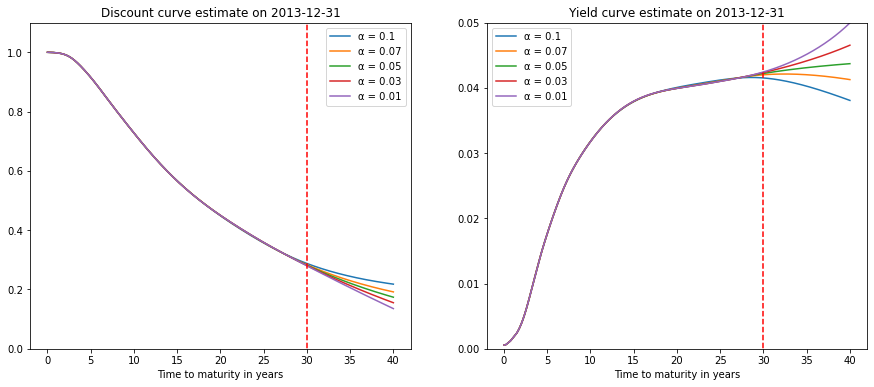 Discount curve estimate on 2013-12-31
1.0
0.8
0.6
0.4
0.2
0.0
0 5 10 15 20 25 30 35 40
Time to maturity in years
α = 0.1
α = 0.07
α = 0.05
α = 0.03
α = 0.01
Yield curve estimate on 2013-12-31
0.05
0.04
0.03
0.02
0.01
0.00
0 5 10 15 20 25 30 35 40
Time to maturity in years
α = 0.1
α = 0.07
α = 0.05
α = 0.03
α = 0.01